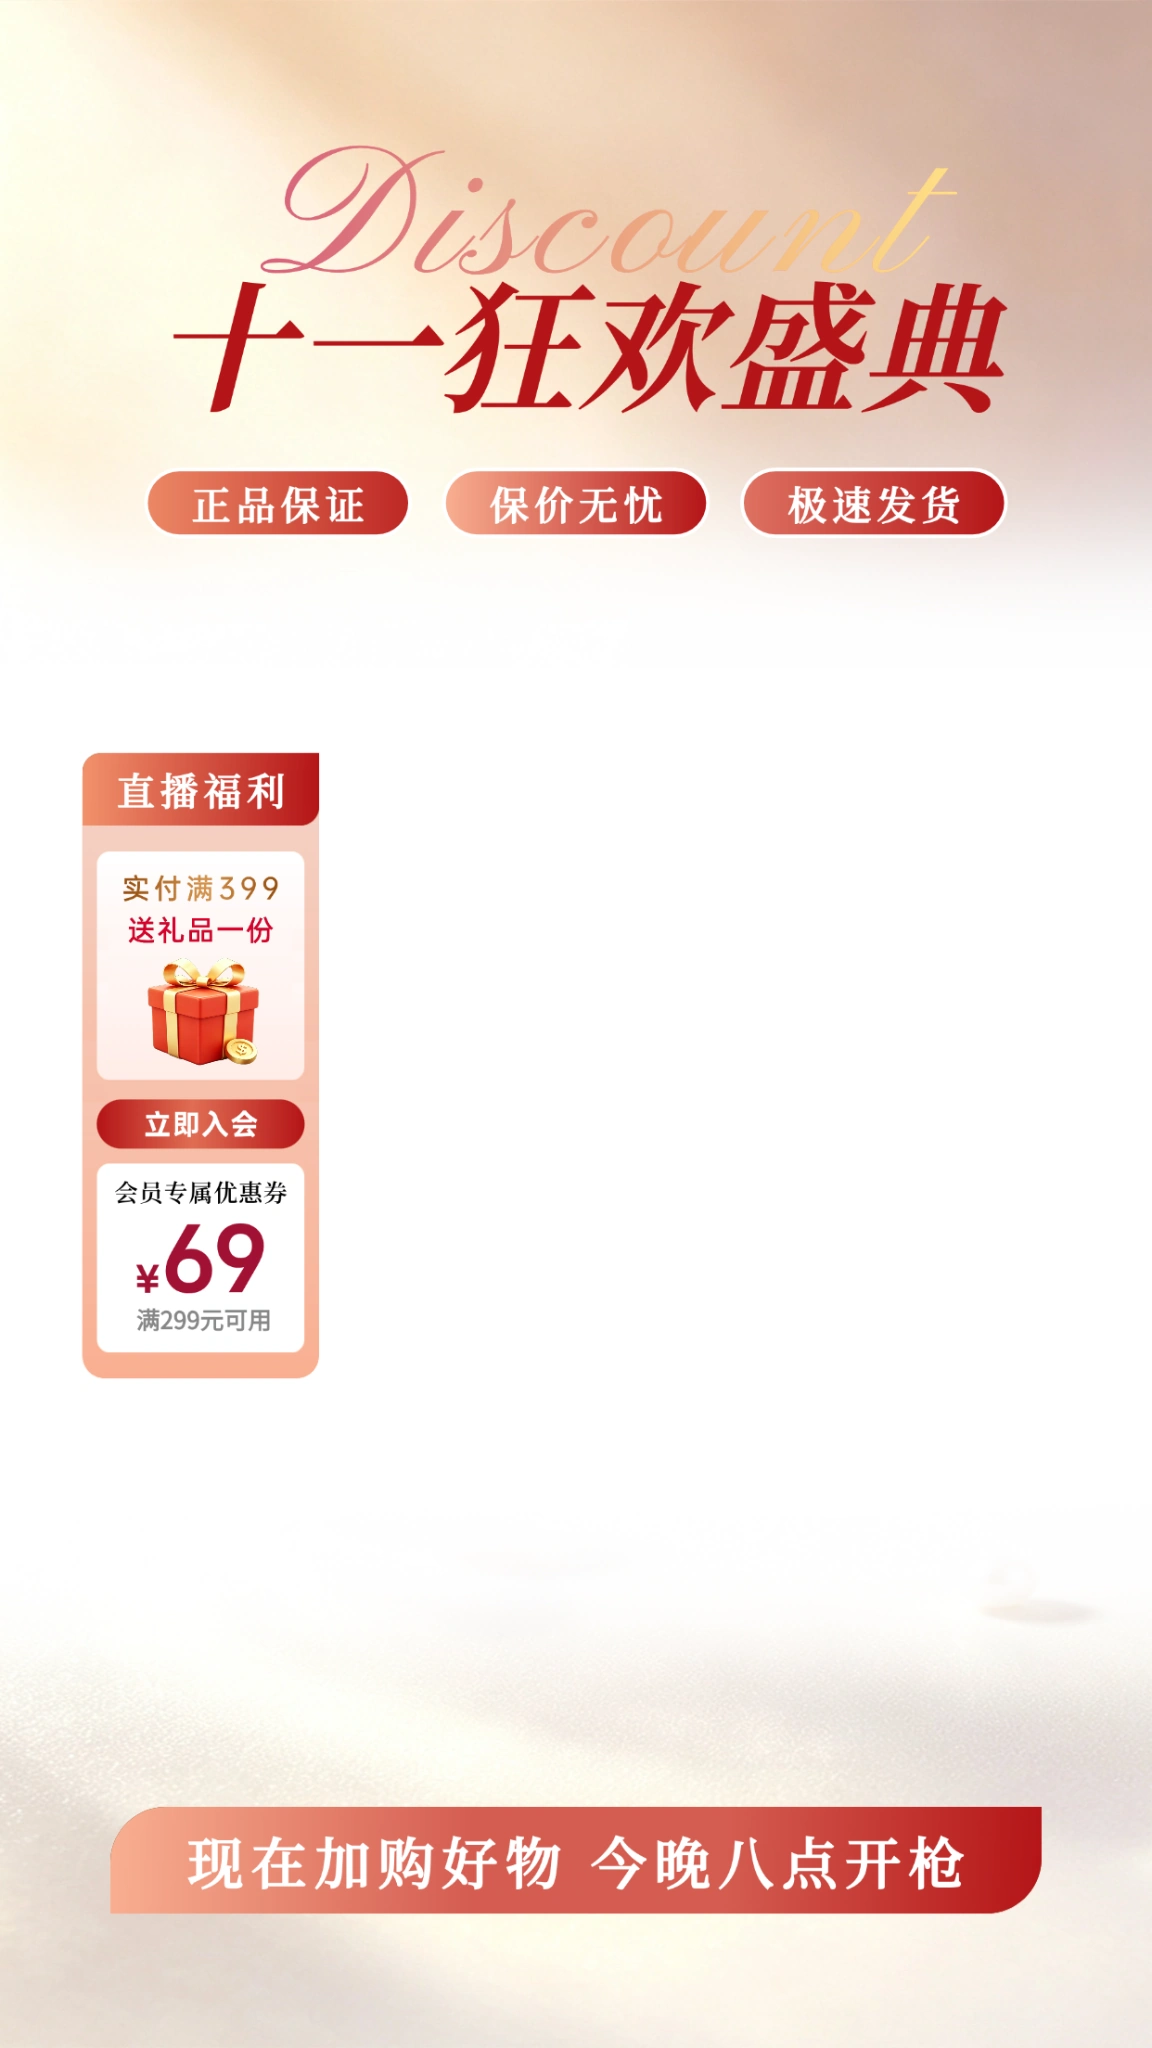 Discount
十一狂欢盛典
正品保证 保价无忧 极速发货
直播福利
实付满399
送礼品一份
立即入会
会员专属优惠券
¥69
满299元可用
现在加购好物 今晚八点开枪